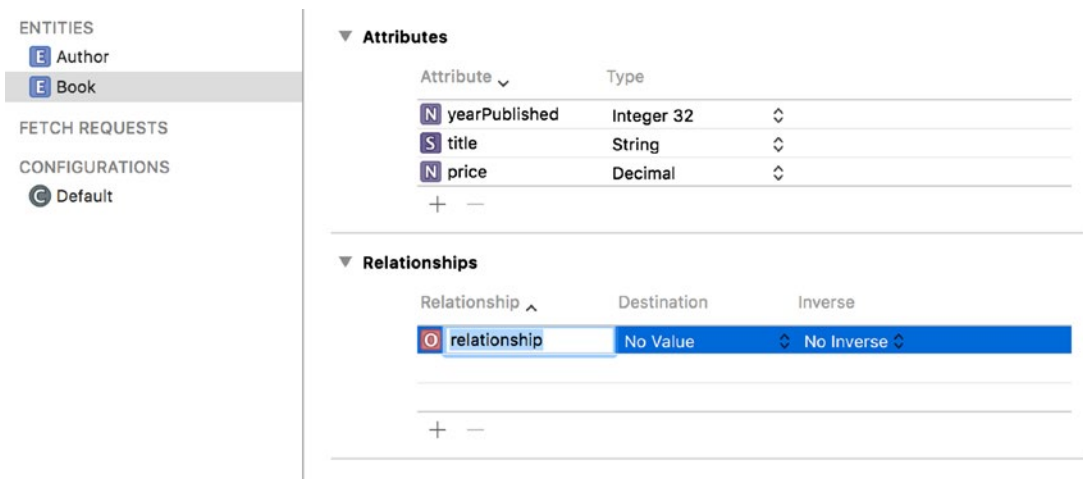 ENTITIES
E Author
E Book
FETCH REQUESTS
CONFIGURATIONS
C Default
Attributes
Attribute Type
N yearPublished Integer 32
S title String
N price Decimal
+ −
Relationships
Relationship Destination Inverse
O relationship No Value No Inverse
+ −